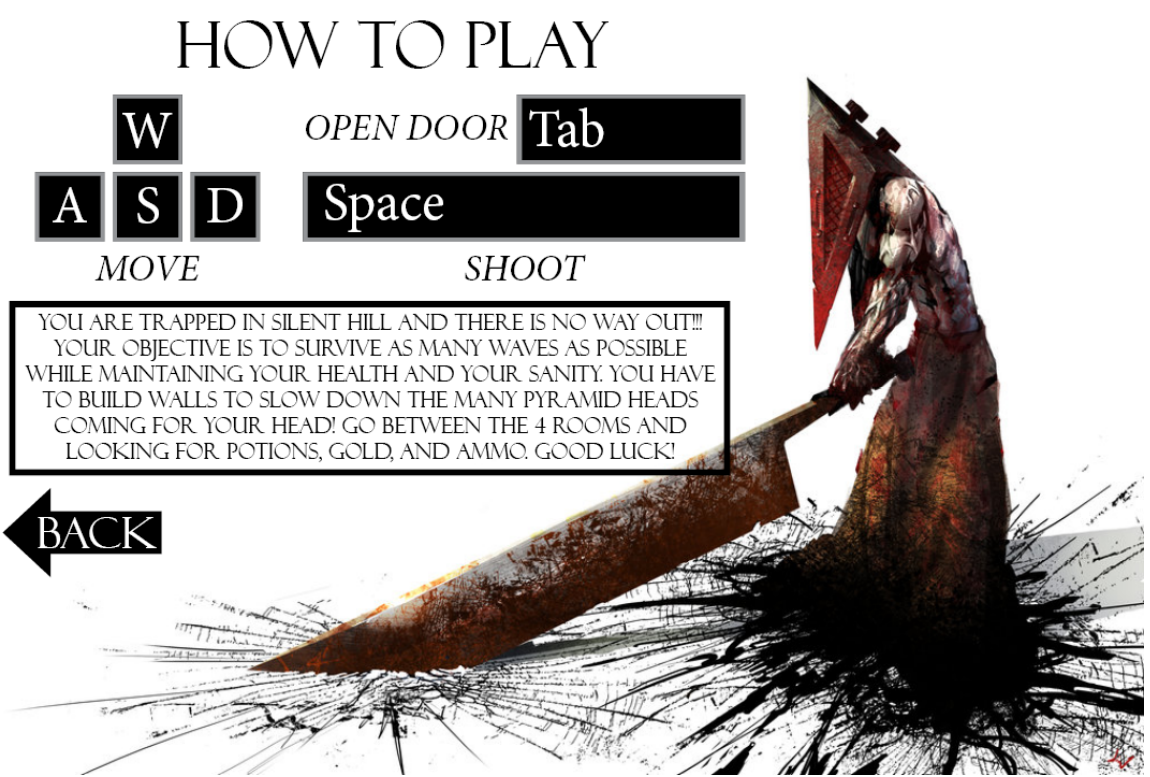 HOW TO PLAY
W
OPEN DOOR Tab
A S D
Space
MOVE
SHOOT
YOU ARE TRAPPED IN SILENT HILL AND THERE IS NO WAY OUT!!!
YOUR OBJECTIVE IS TO SURVIVE AS MANY WAVES AS POSSIBLE
WHILE MAINTAINING YOUR HEALTH AND YOUR SANITY. YOU HAVE
TO BUILD WALLS TO SLOW DOWN THE MANY PYRAMID HEADS
COMING FOR YOUR HEAD! GO BETWEEN THE 4 ROOMS AND
LOOKING FOR POTIONS, GOLD, AND AMMO. GOOD LUCK!
BACK